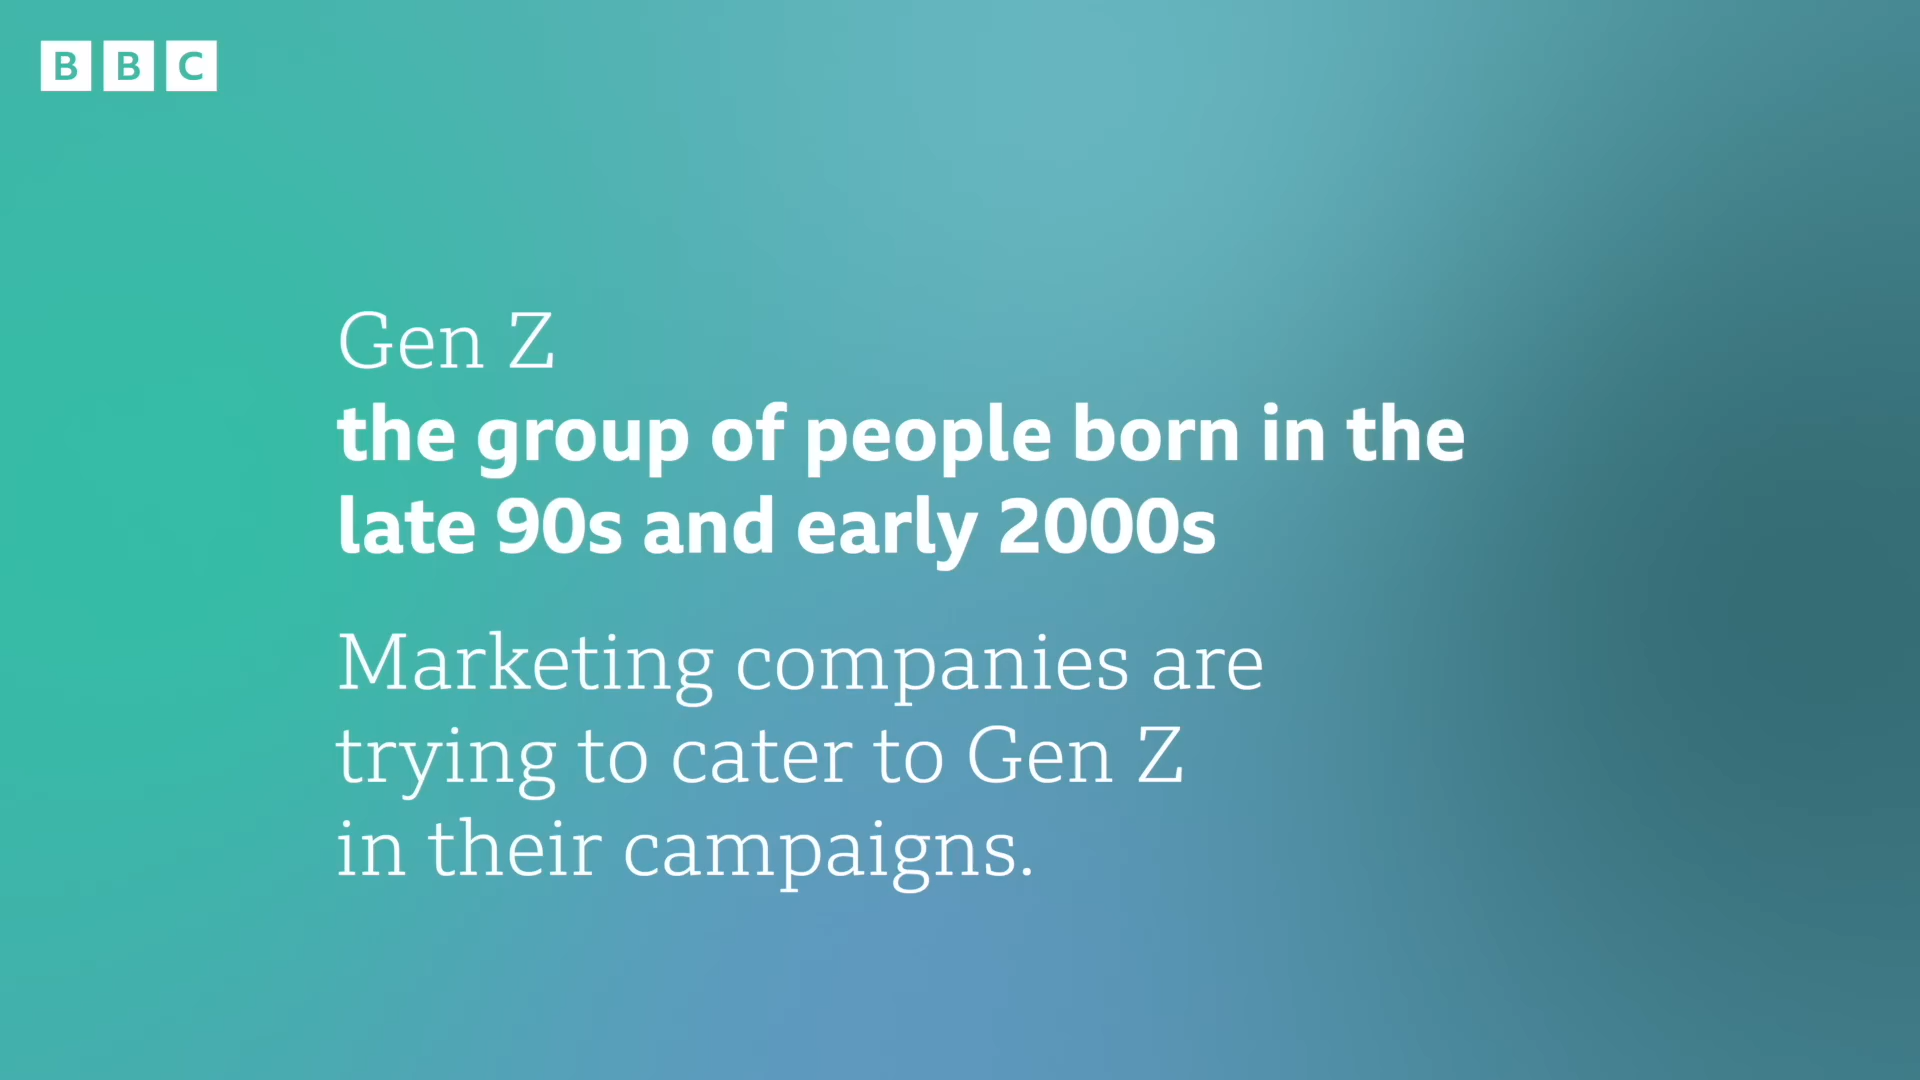 BBC
Gen Z
the group of people born in the
late 90s and early 2000s
Marketing companies are
trying to cater to Gen Z
in their campaigns.